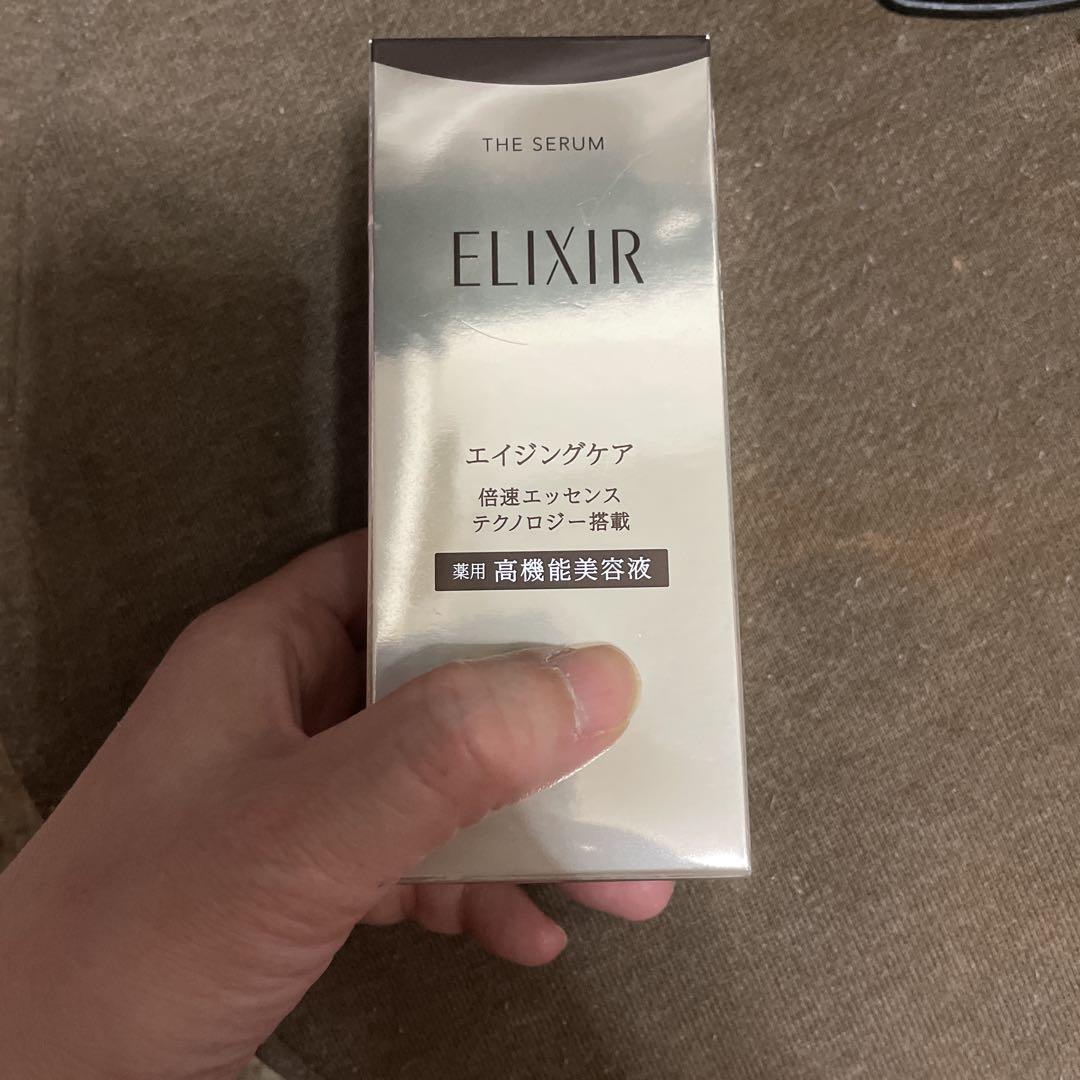 THE SERUM
ELIXIR
エイジングケア
倍速エッセンス
テクノロジー搭載
薬用 高機能美容液